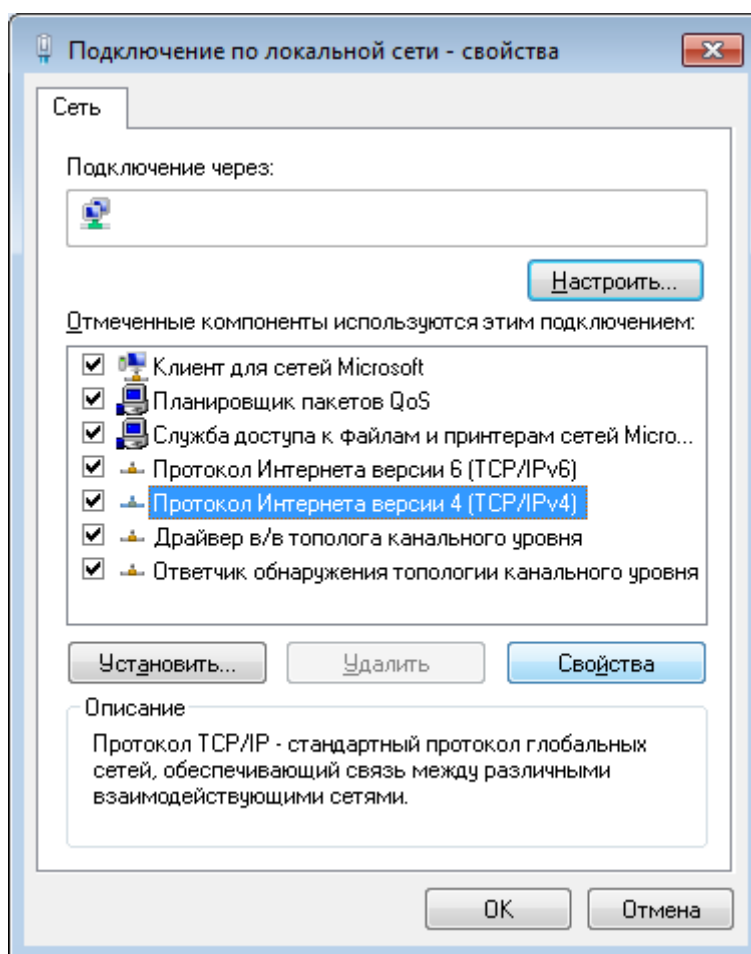 Подключение по локальной сети - свойства
Сеть
Подключение через:
Настроить...
Отмеченные компоненты используются этим подключением:
Клиент для сетей Microsoft
Планировщик пакетов QoS
Служба доступа к файлам и принтерам сетей Micro...
Протокол Интернета версии 6 (TCP/IPv6)
Протокол Интернета версии 4 (TCP/IPv4)
Драйвер в/в тополога канального уровня
Ответчик обнаружения топологии канального уровня
Установить...
Удалить
Свойства
Описание
Протокол TCP/IP - стандартный протокол глобальных
сетей, обеспечивающий связь между различными
взаимодействующими сетями.
OK
Отмена